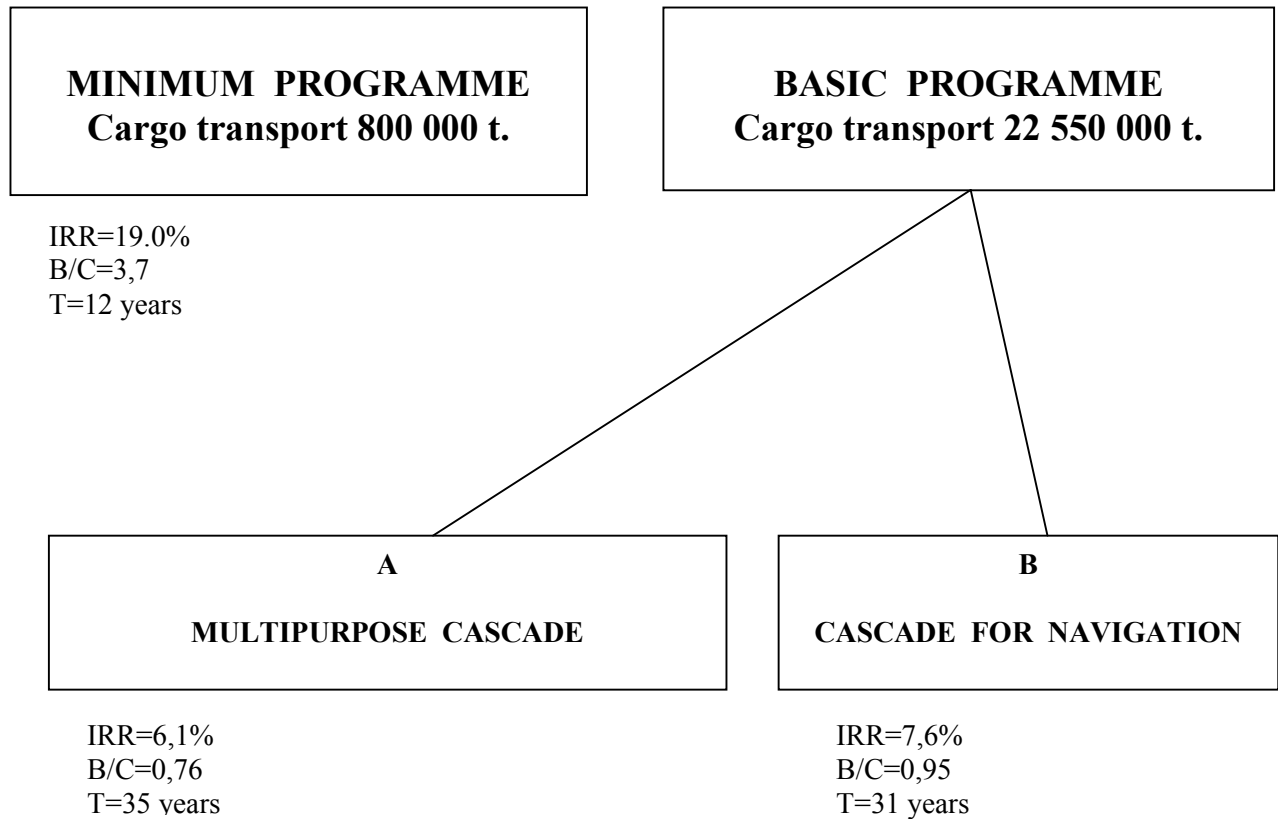 MINIMUM PROGRAMME
Cargo transport 800 000 t.
BASIC PROGRAMME
Cargo transport 22 550 000 t.
IRR=19.0%
B/C=3,7
T=12 years
A
MULTIPURPOSE CASCADE
B
CASCADE FOR NAVIGATION
IRR=6,1%
B/C=0,76
T=35 years
IRR=7,6%
B/C=0,95
T=31 years